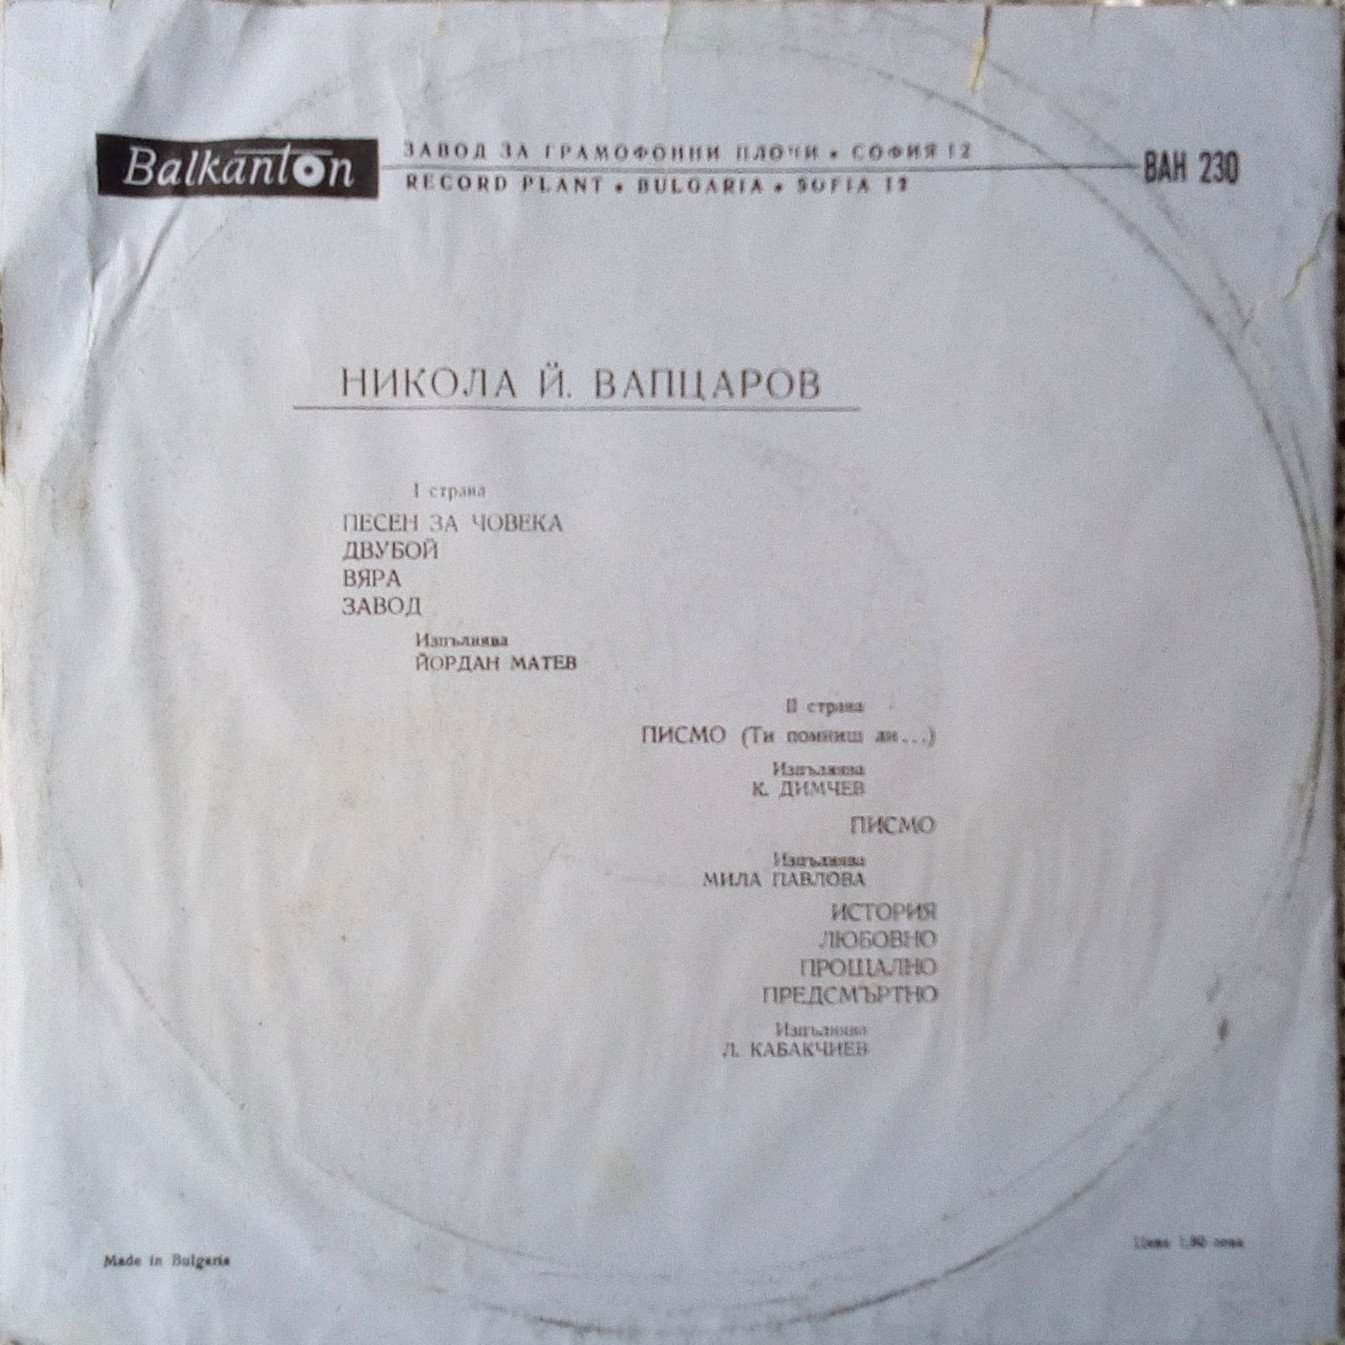 Balkanton
ЗАВОД ЗА ГРАМОФОННИ ПЛОЧИ • СОФИЯ 12
RECORD PLANT • BULGARIA • SOFIA 12
ВАН 230
НИКОЛА Й. ВАПЦАРОВ
I страна
ПЕСЕН ЗА ЧОВЕКА
ДВУБОЙ
ВЯРА
ЗАВОД
Изпълнява
ЙОРДАН МАТЕВ
II страна
ПИСМО (Ти помниш ли...)
Изпълнява
К. ДИМЧЕВ
ПИСМО
Изпълнява
МИЛА ПАВЛОВА
ИСТОРИЯ
ЛЮБОВНО
ПРОЩАЛНО
ПРЕДСМЪРТНО
Изпълнява
Л. КАБАКЧИЕВ
Made in Bulgaria
Цена лева